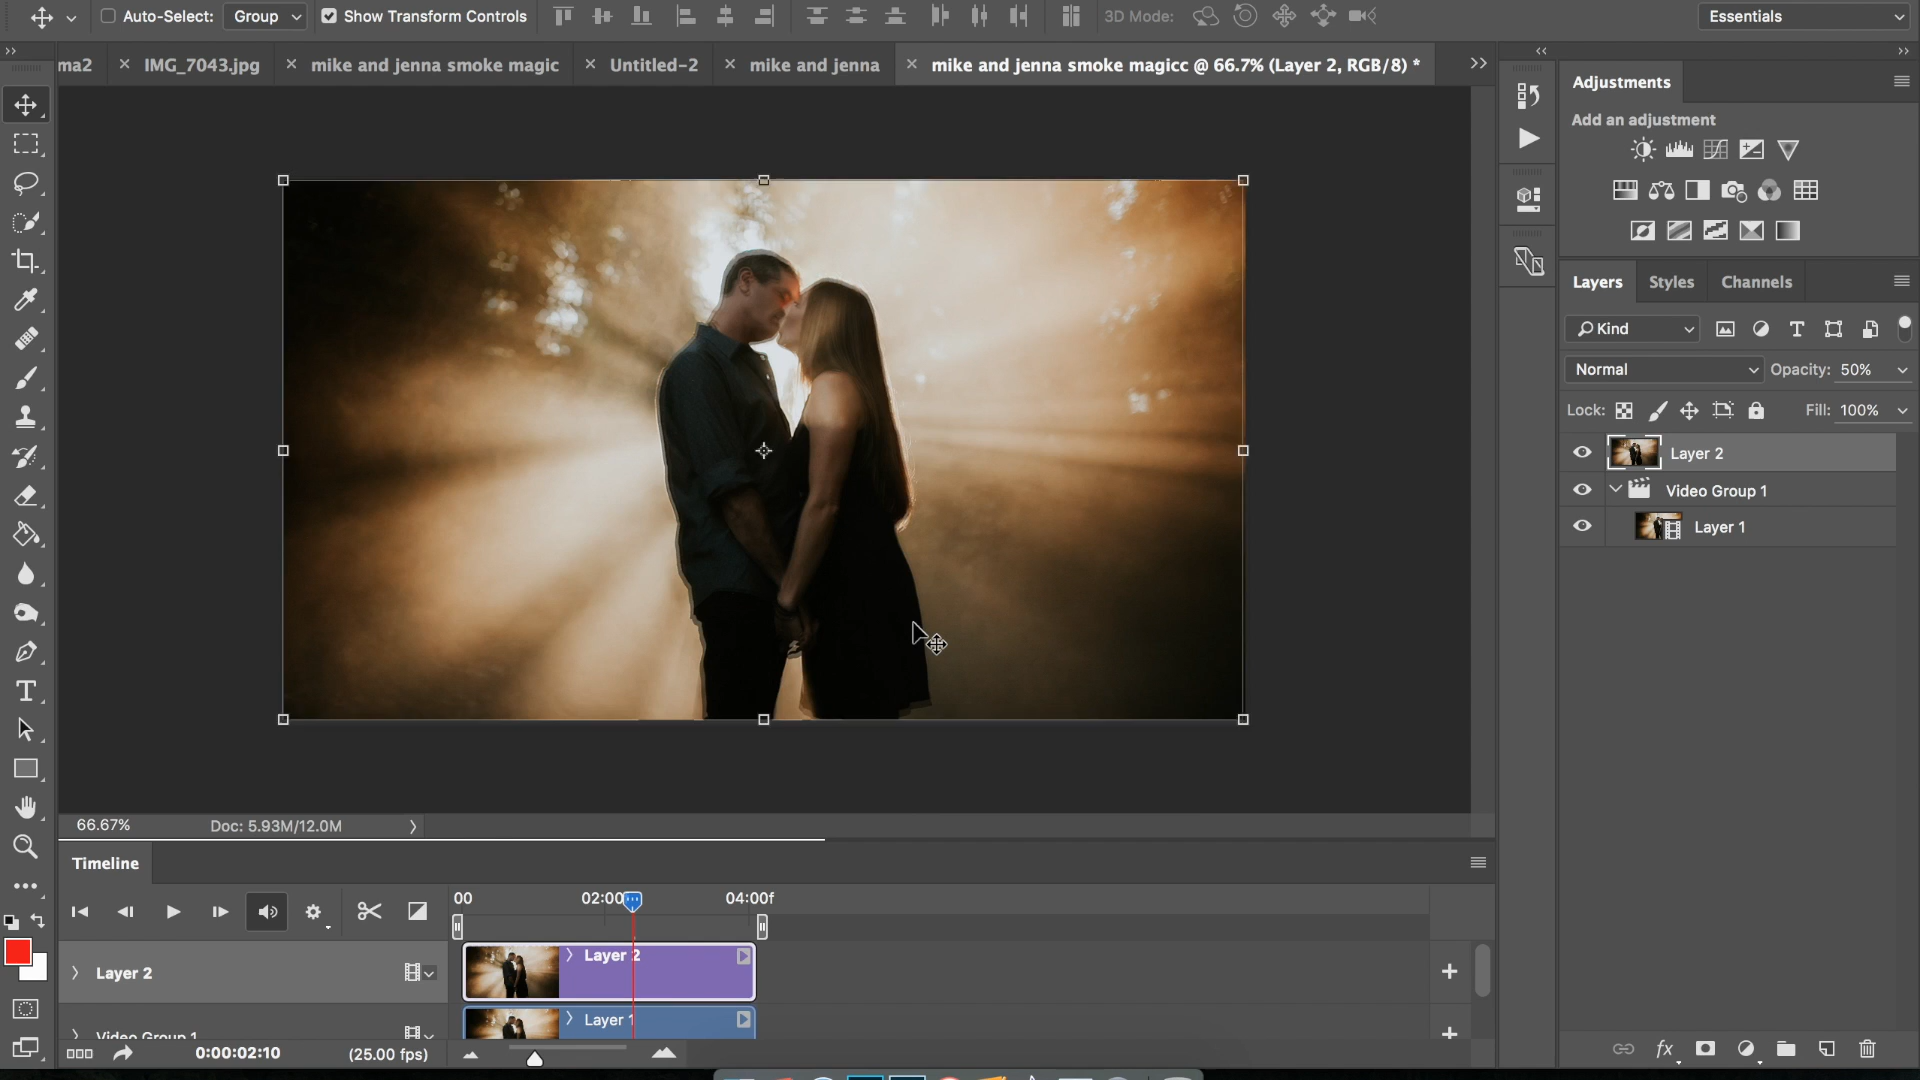 Auto-Select: Group Show Transform Controls 3D Mode: Essentials
ma2 × IMG_7043.jpg × mike and jenna smoke magic × Untitled-2 × mike and jenna × mike and jenna smoke magicc @ 66.7% (Layer 2, RGB/8) *
Adjustments
Add an adjustment
Layers Styles Channels
Kind
Normal Opacity: 50%
Lock: Fill: 100%
Layer 2
Video Group 1
Layer 1
66.67% Doc: 5.93M/12.0M
Timeline
00 02:00 04:00f
Layer 2 Layer 2
Video Group 1 Layer 1
0:00:02:10 (25.00 fps)